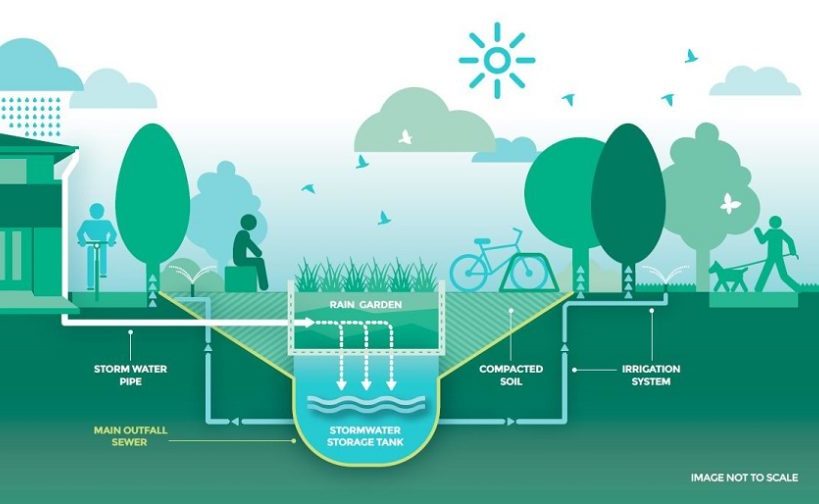 RAIN GARDEN
STORM WATER
PIPE
COMPACTED
SOIL
IRRIGATION
SYSTEM
MAIN OUTFALL
SEWER
STORMWATER
STORAGE TANK
IMAGE NOT TO SCALE